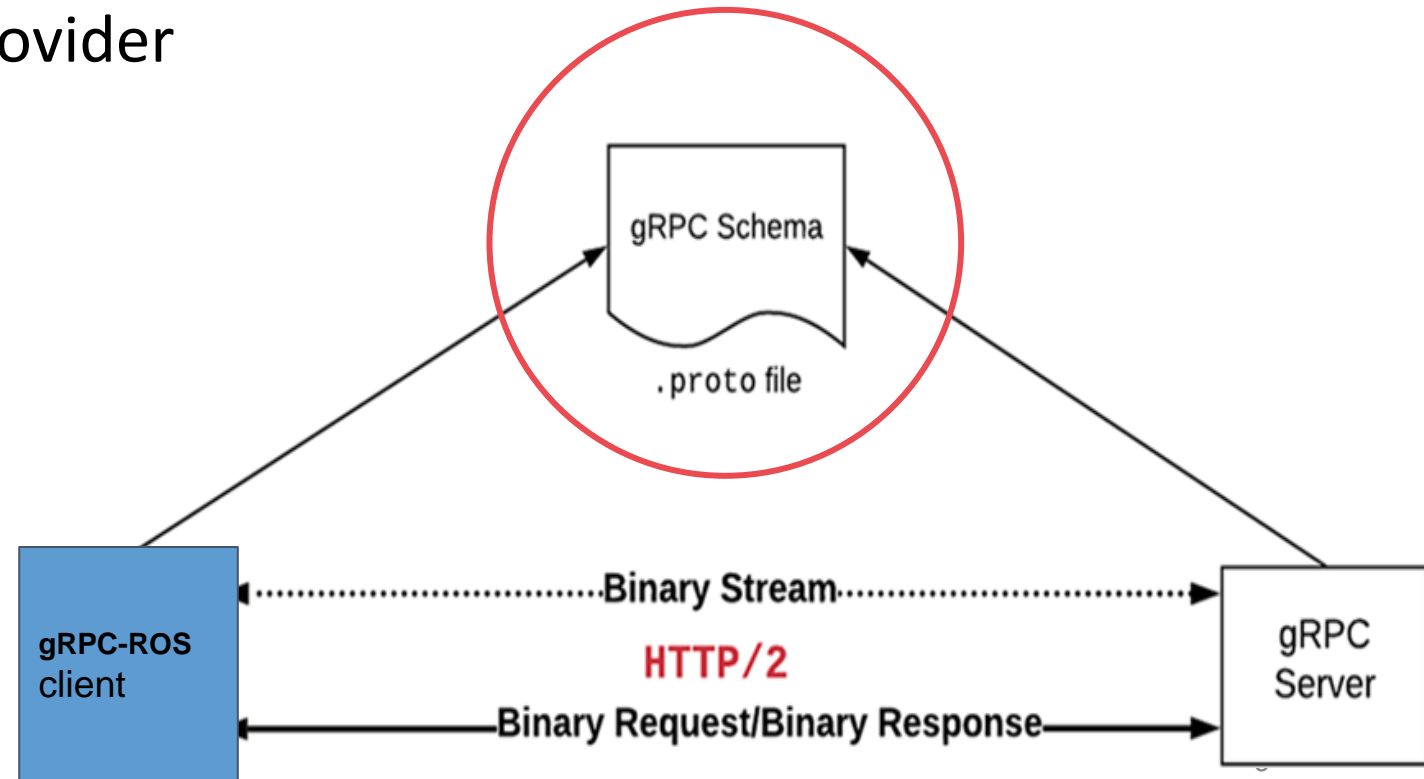 ovider
gRPC Schema
.proto file
Binary Stream
gRPC-ROS
client
HTTP/2
gRPC
Server
Binary Request/Binary Response